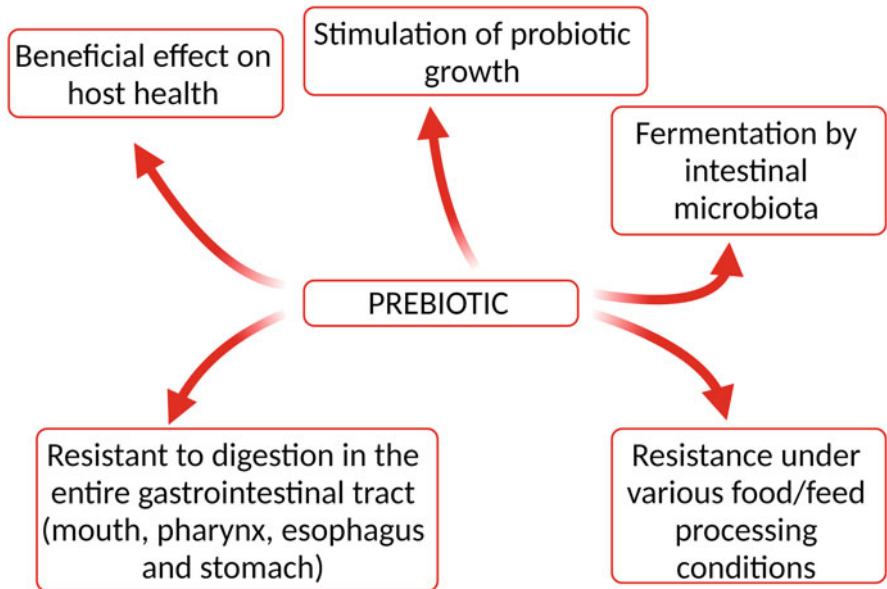 Beneficial effect on
host health
Stimulation of probiotic
growth
Fermentation by
intestinal
microbiota
PREBIOTIC
Resistant to digestion in the
entire gastrointestinal tract
(mouth, pharynx, esophagus
and stomach)
Resistance under
various food/feed
processing
conditions